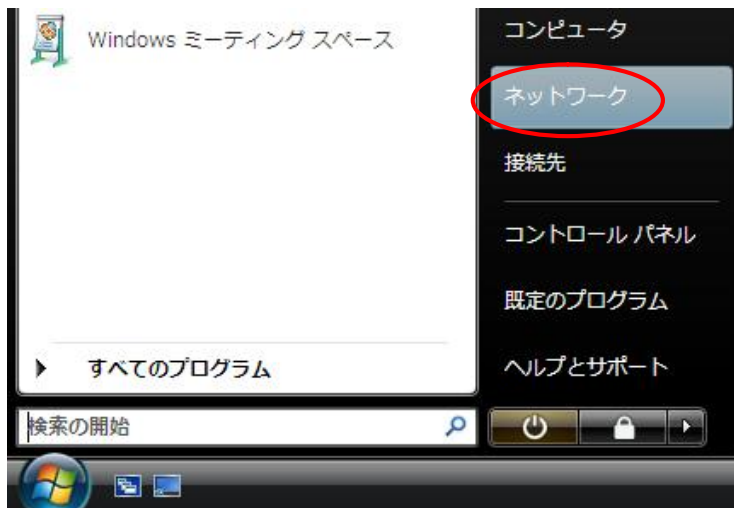 Windows ミーティング スペース
すべてのプログラム
検索の開始
コンピュータ
ネットワーク
接続先
コントロール パネル
既定のプログラム
ヘルプとサポート